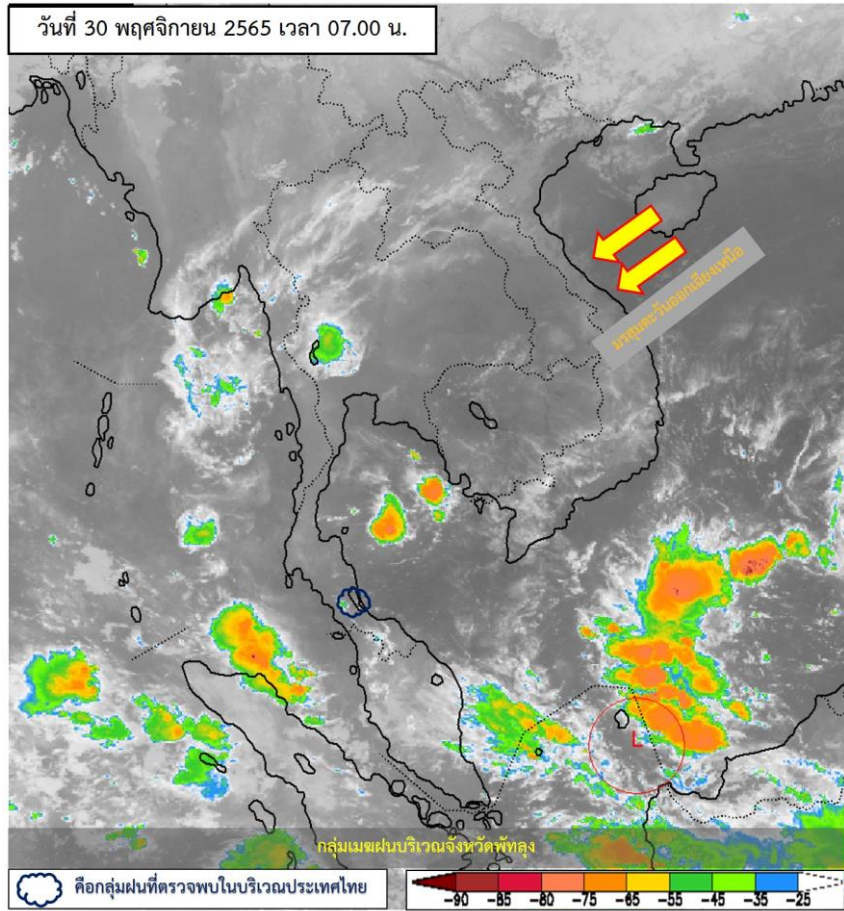 วันที่ 30 พฤศจิกายน 2565 เวลา 07.00 น.
มรสุมตะวันออกเฉียงเหนือ
L
กลุ่มเมฆฝนบริเวณจังหวัดพัทลุง
คือกลุ่มฝนที่ตรวจพบในบริเวณประเทศไทย
-90 -85 -80 -75 -65 -55 -45 -35 -25